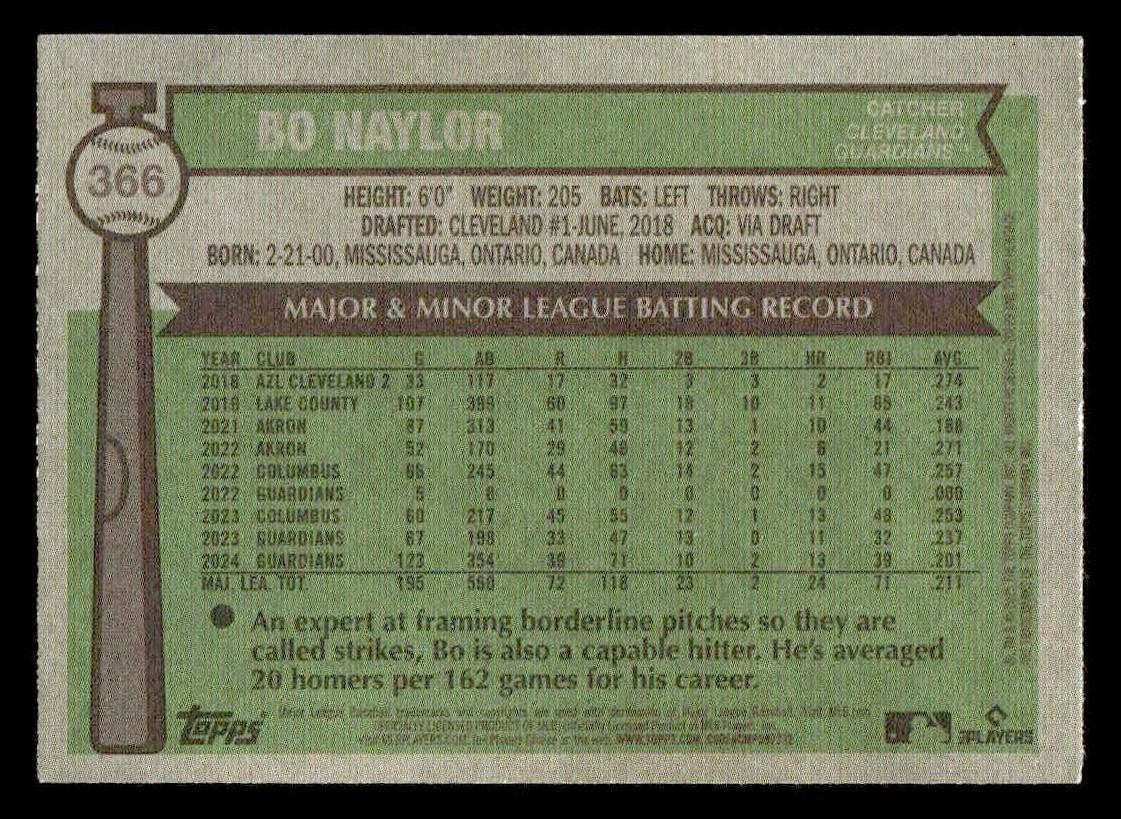 BO NAYLOR
CATCHER
CLEVELAND
GUARDIANS™
366
HEIGHT: 6'0" WEIGHT: 205 BATS: LEFT THROWS: RIGHT
DRAFTED: CLEVELAND #1-JUNE, 2018 ACQ: VIA DRAFT
BORN: 2-21-00, MISSISSAUGA, ONTARIO, CANADA HOME: MISSISSAUGA, ONTARIO, CANADA
MAJOR & MINOR LEAGUE BATTING RECORD
YEAR CLUB G AB R H 2B 3B HR RBI AVG.
2018 AZL CLEVELAND 2 33 117 17 32 3 3 2 17 .274
2019 LAKE COUNTY 107 399 60 97 18 10 11 65 .243
2021 AKRON 87 313 41 59 13 1 10 44 .188
2022 AKRON 52 170 29 46 12 2 6 21 .271
2022 COLUMBUS 66 245 44 63 14 2 15 47 .257
2022 GUARDIANS 5 8 0 0 0 0 0 0 .000
2023 COLUMBUS 60 217 45 55 12 1 13 48 .253
2023 GUARDIANS 67 198 33 47 13 0 11 32 .237
2024 GUARDIANS 123 354 39 71 10 2 13 39 .201
MAJ. LEA. TOT. 195 560 72 118 23 2 24 71 .211
● An expert at framing borderline pitches so they are
called strikes, Bo is also a capable hitter. He's averaged
20 homers per 162 games for his career.
topps
PLAYERS